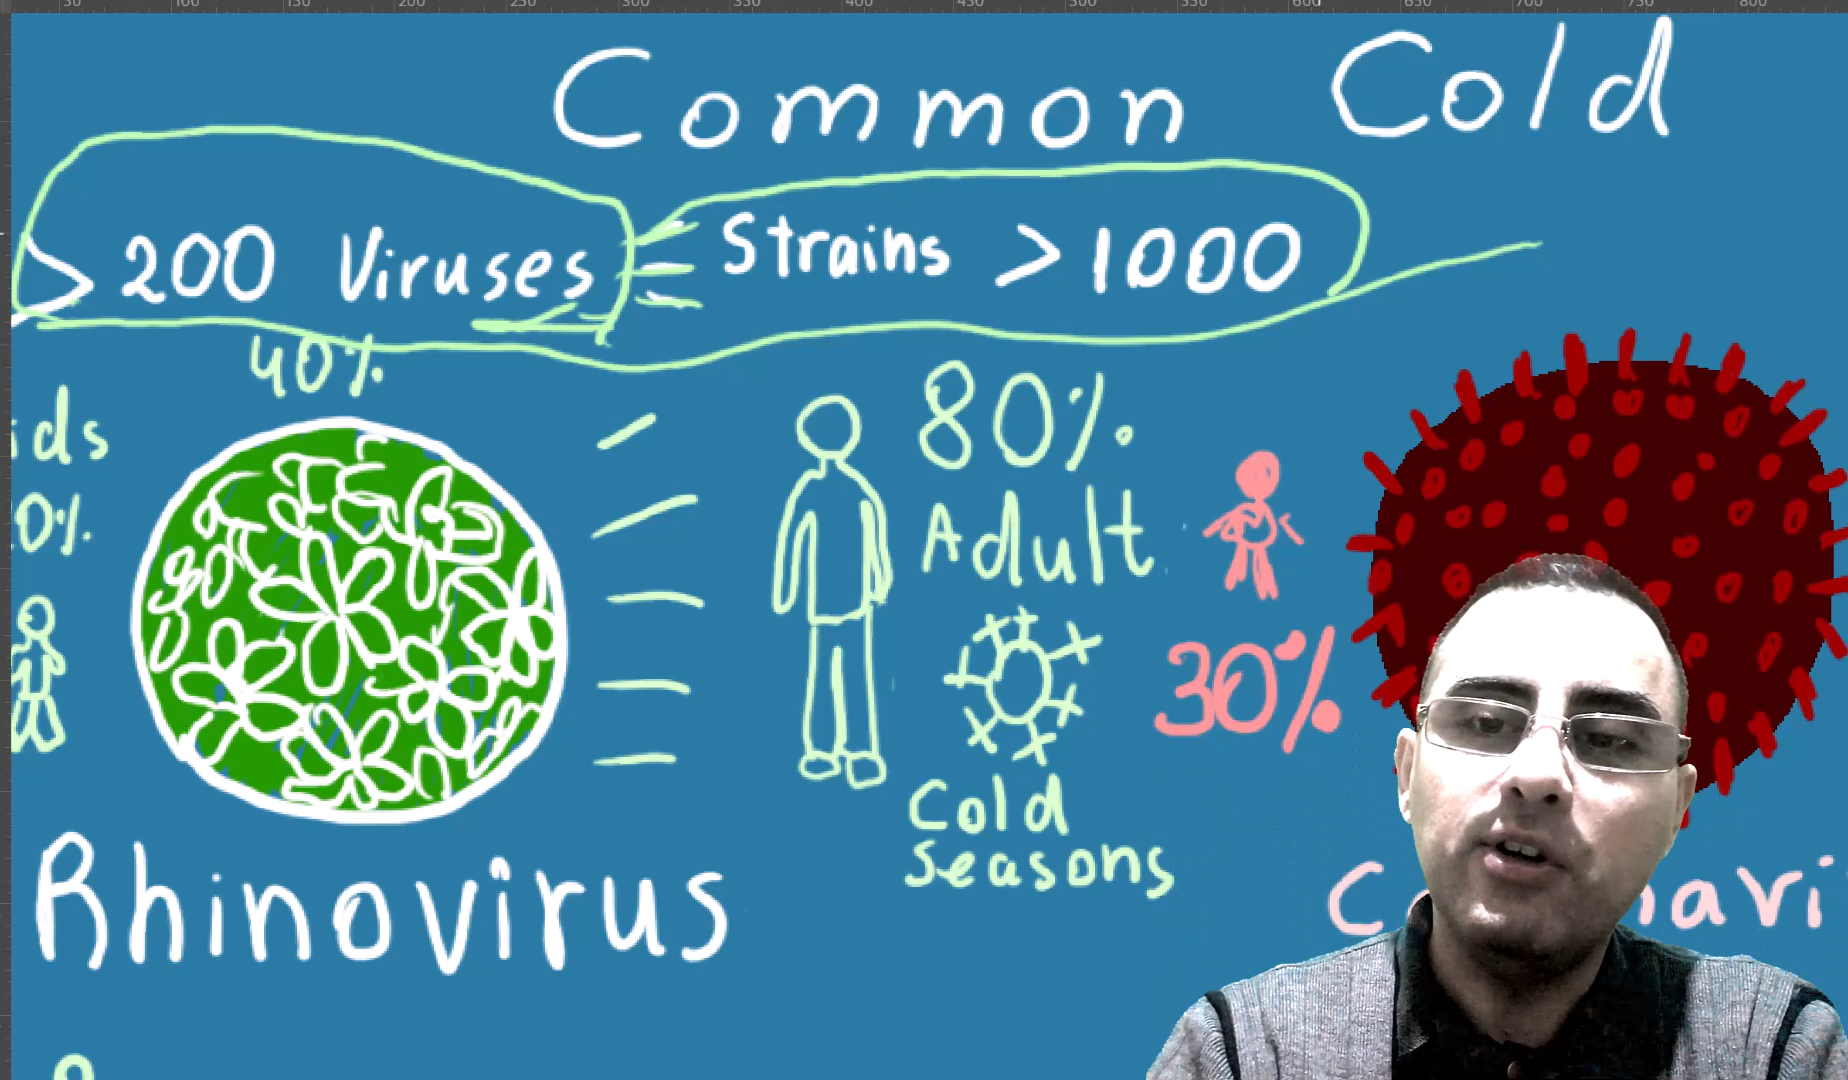 Common Cold
> 200 Viruses
Strains > 1000
40%
80%
Adult
30%
Cold
Seasons
Rhinovirus